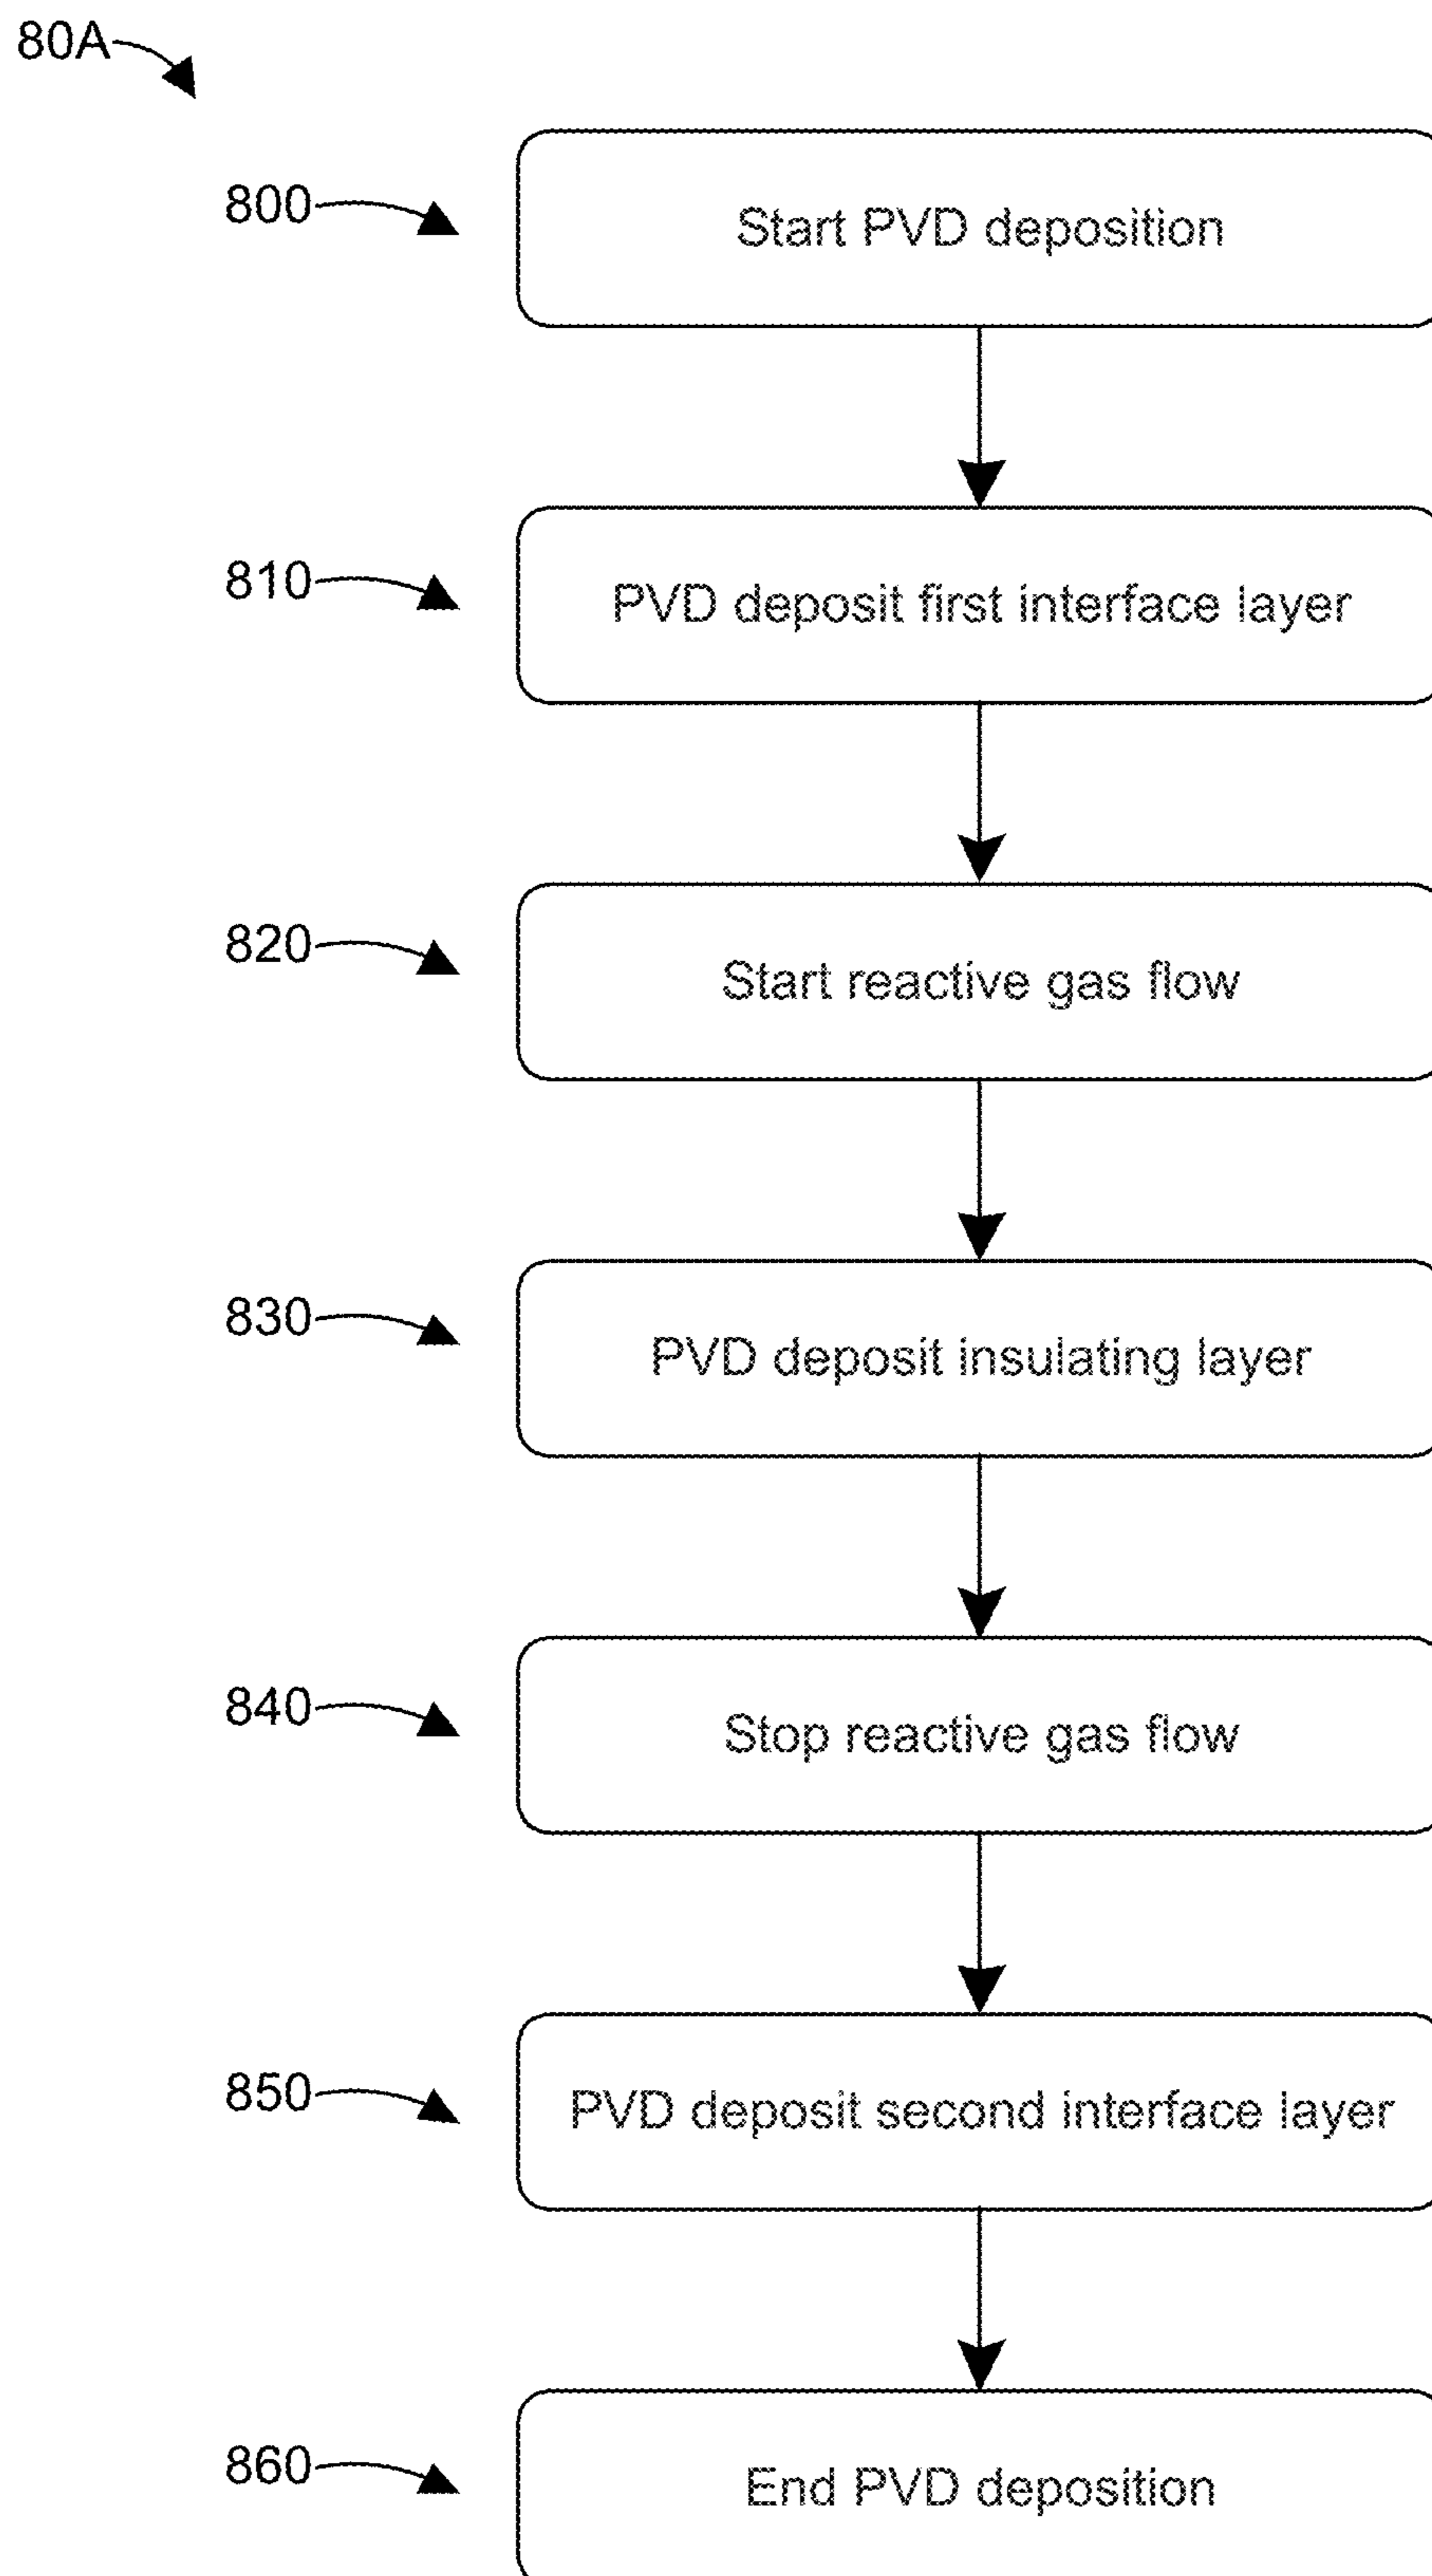 80A
800
Start PVD deposition
810
PVD deposit first interface layer
820
Start reactive gas flow
830
PVD deposit insulating layer
840
Stop reactive gas flow
850
PVD deposit second interface layer
860
End PVD deposition